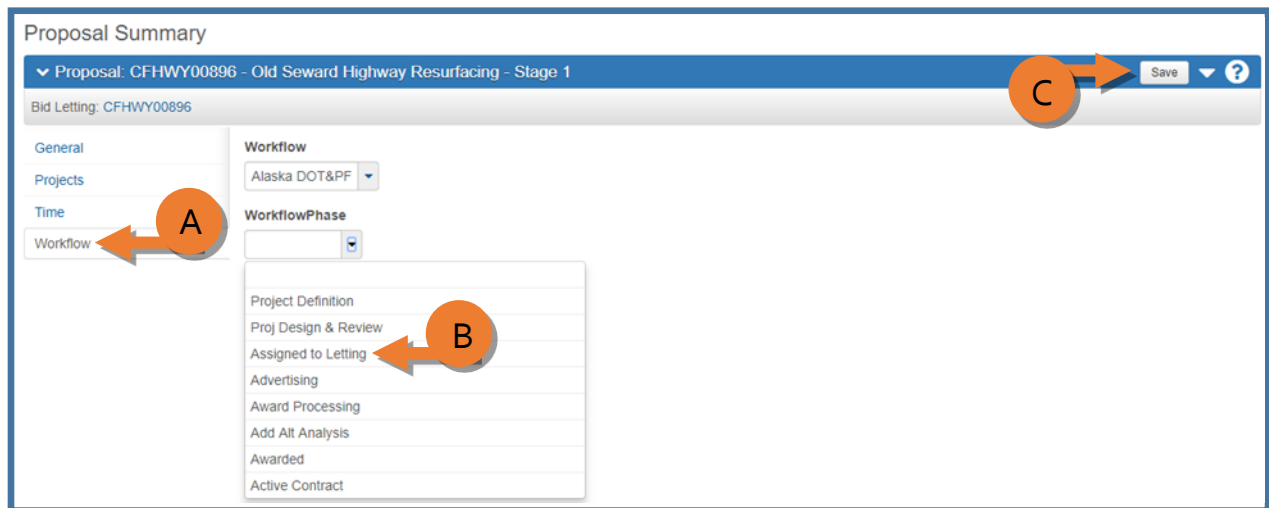 Proposal Summary
Proposal: CFHWY00896 - Old Seward Highway Resurfacing - Stage 1
Save
?
C
Bid Letting: CFHWY00896
General
Projects
Time
Workflow
A
Workflow
Alaska DOT&PF
WorkflowPhase
Project Definition
Proj Design & Review
Assigned to Letting
B
Advertising
Award Processing
Add Alt Analysis
Awarded
Active Contract